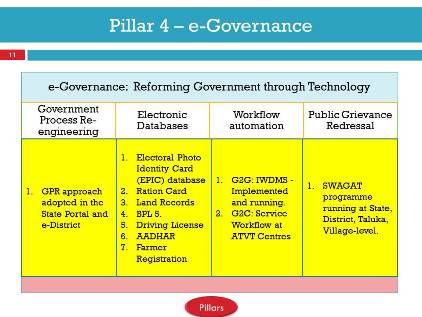 Pillar 4 – e-Governance
11
e-Governance: Reforming Government through Technology
Government
Process Re-
engineering
Electronic
Databases
Workflow
automation
Public Grievance
Redressal
1. GPR approach
adopted in the
State Portal and
e-District
1. Electoral Photo
Identity Card
(EPIC) database
2. Ration Card
3. Land Records
4. BPL 5.
5. Driving License
6. AADHAR
7. Farmer
Registration
1. G2G: IWDMS -
Implemented
and running.
2. G2C: Service
Workflow at
ATVT Centres
1. SWAGAT
programme
running at State,
District, Taluka,
Village-level.
Pillars